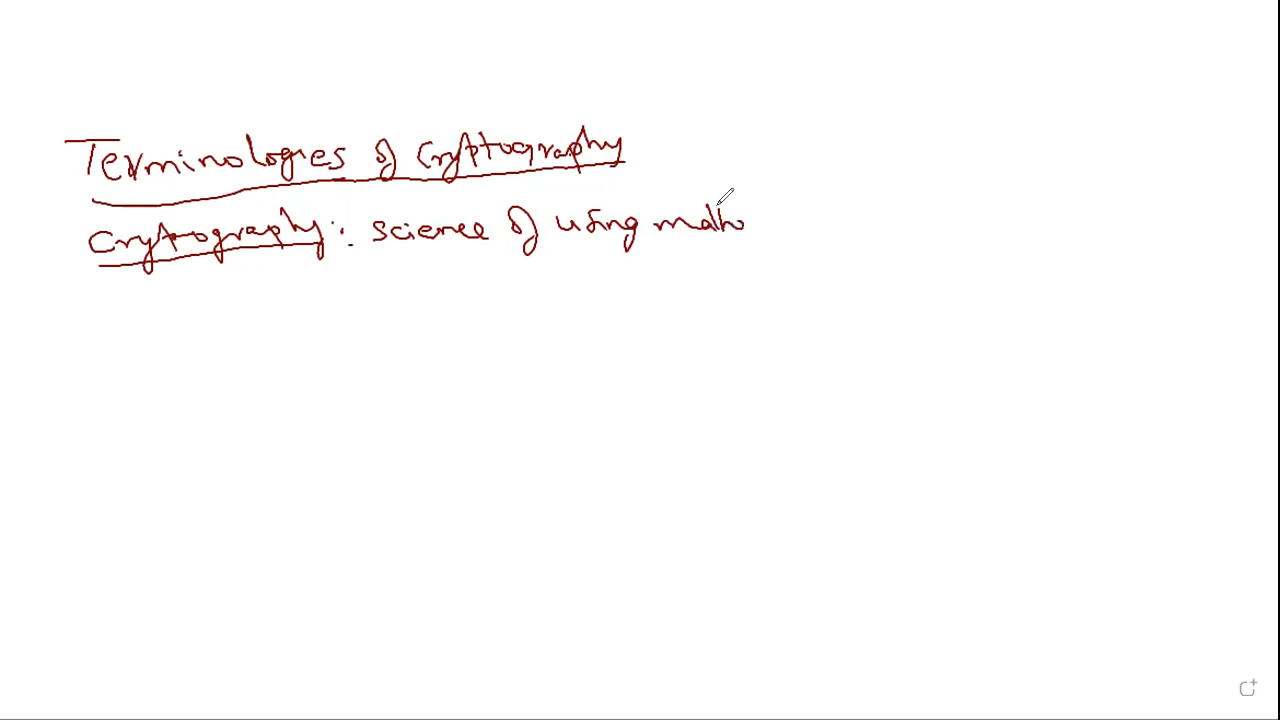 Terminologies of Cryptography
Cryptography: science of using math